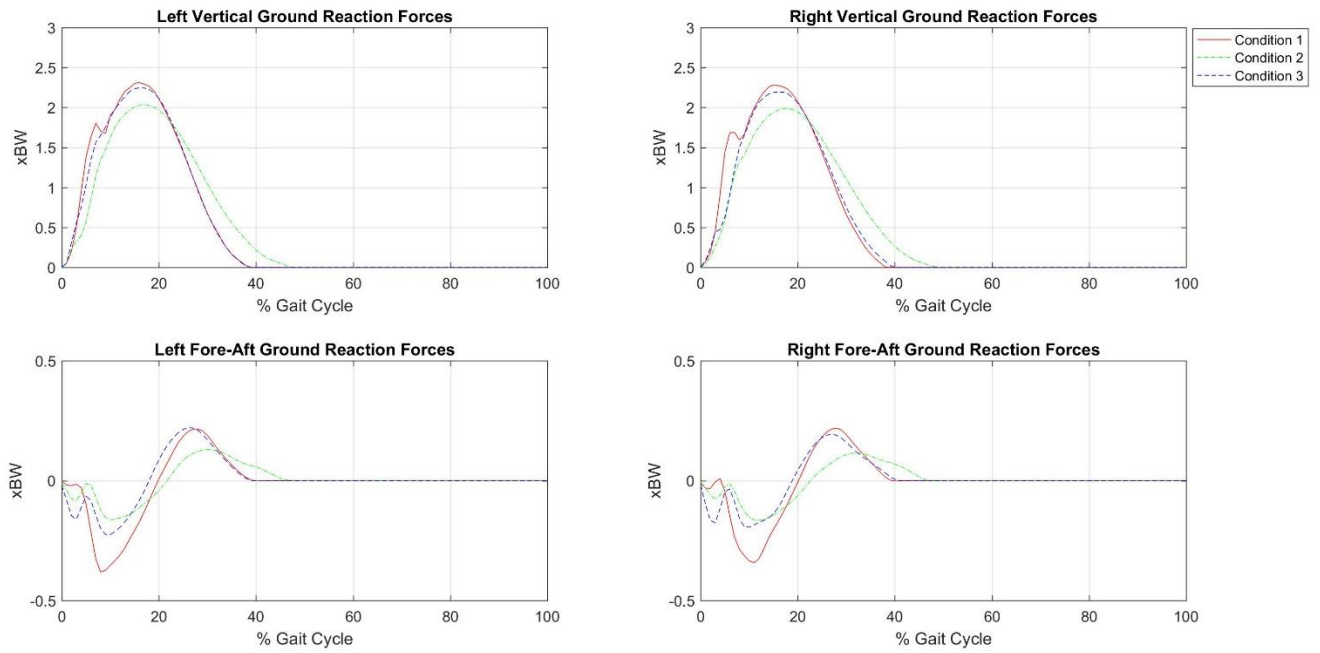 Left Vertical Ground Reaction Forces
3
2.5
2
1.5
1
0.5
0
xBW
0 20 40 60 80 100
% Gait Cycle
Right Vertical Ground Reaction Forces
3
2.5
2
1.5
1
0.5
0
xBW
0 20 40 60 80 100
% Gait Cycle
Condition 1
Condition 2
Condition 3
Left Fore-Aft Ground Reaction Forces
0.5
0
-0.5
xBW
0 20 40 60 80 100
% Gait Cycle
Right Fore-Aft Ground Reaction Forces
0.5
0
-0.5
xBW
0 20 40 60 80 100
% Gait Cycle